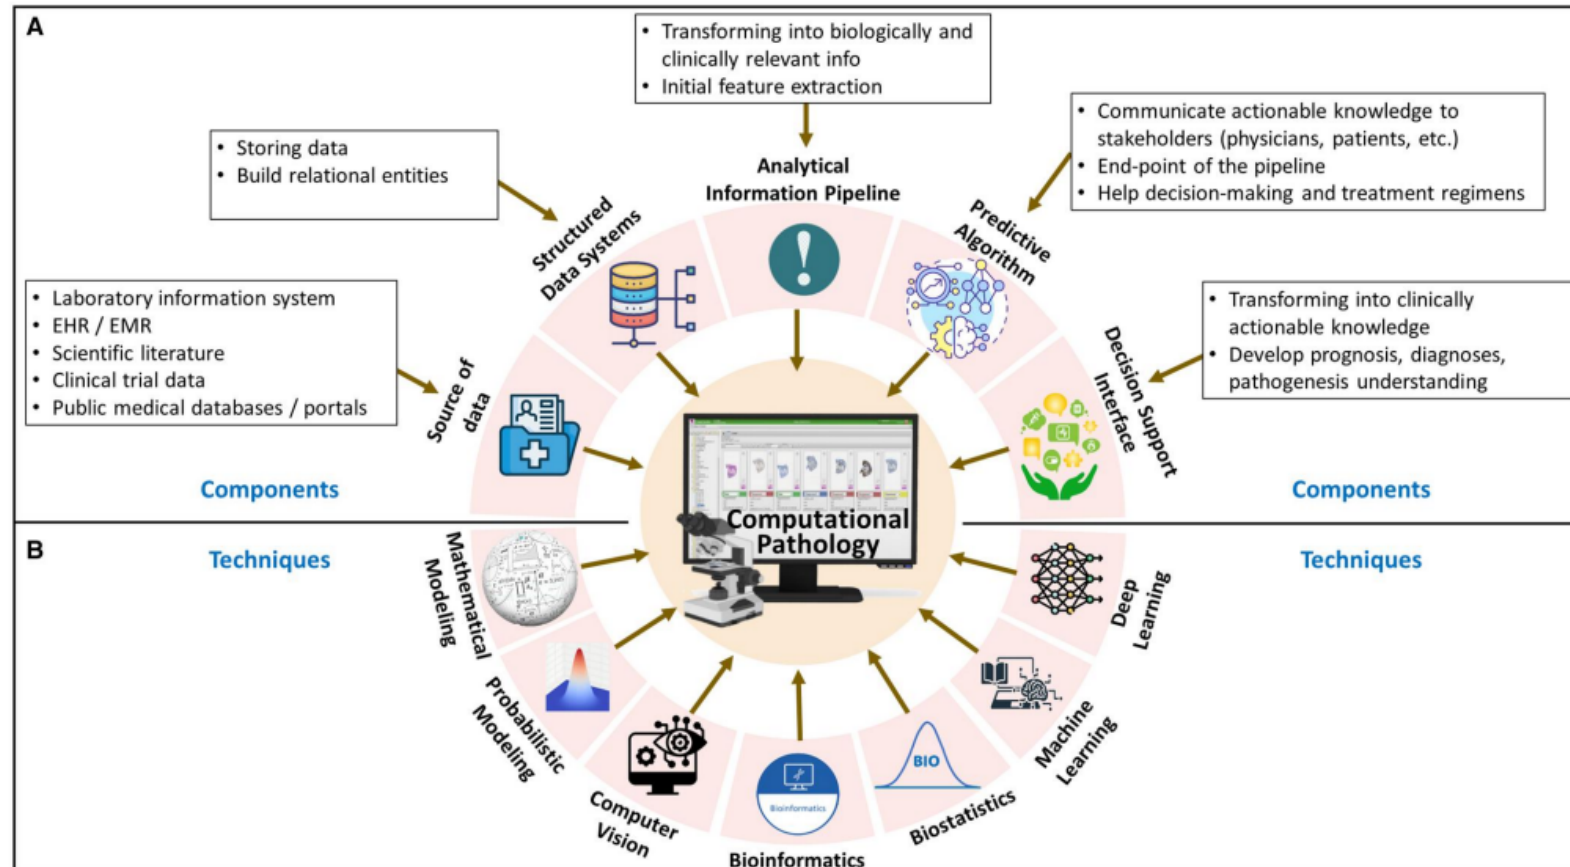 A
• Transforming into biologically and
clinically relevant info
• Initial feature extraction
• Communicate actionable knowledge to
stakeholders (physicians, patients, etc.)
• End-point of the pipeline
• Help decision-making and treatment regimens
• Storing data
• Build relational entities
Analytical
Information Pipeline
Structured
Data Systems
Predictive
Algorithm
• Laboratory information system
• EHR / EMR
• Scientific literature
• Clinical trial data
• Public medical databases / portals
• Transforming into clinically
actionable knowledge
• Develop prognosis, diagnoses,
pathogenesis understanding
Source of
data
Decision Support
Interface
Components
Components
Computational
Pathology
B
Techniques
Techniques
Mathematical
Modeling
Deep
Learning
Probabilistic
Modeling
Machine
Learning
Computer
Vision
Bioinformatics
Bioinformatics
BIO
Biostatistics